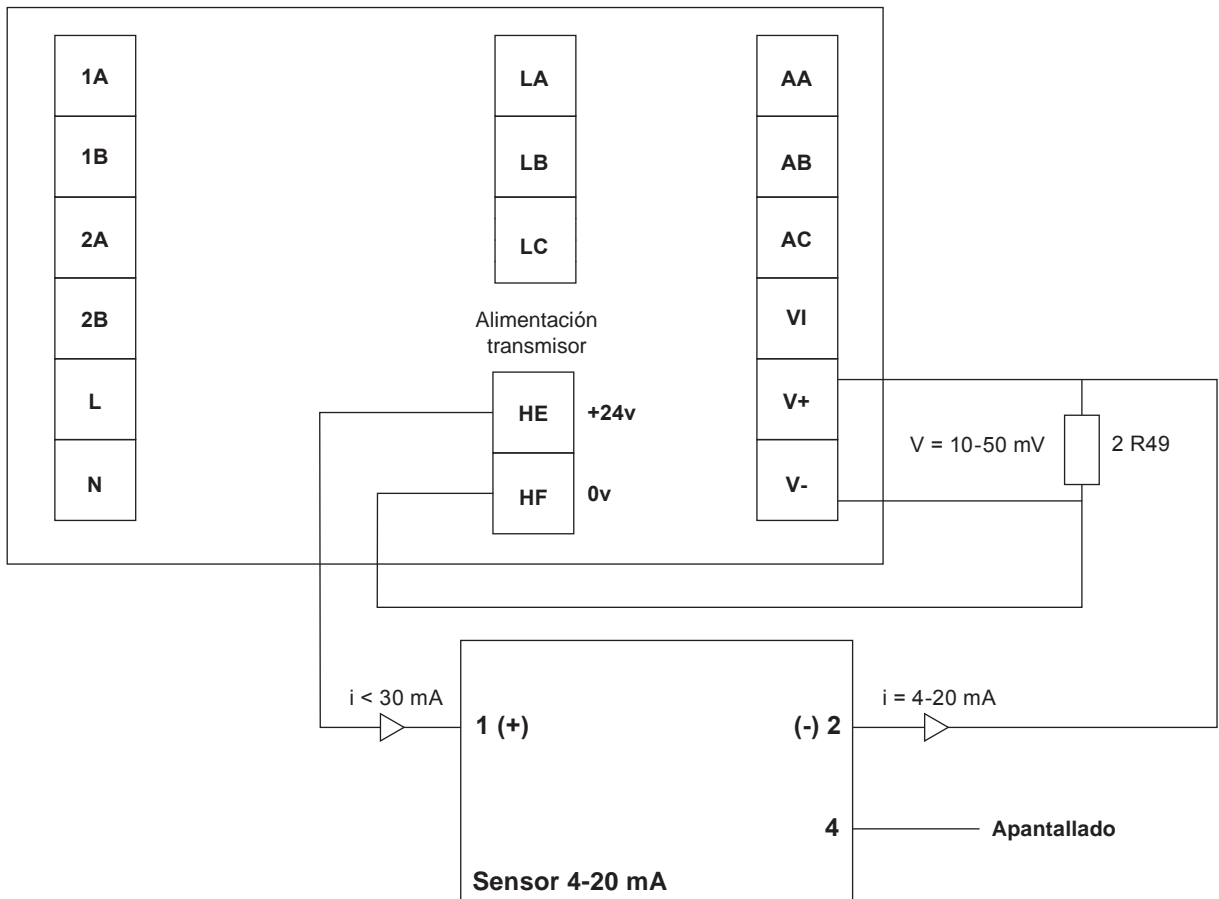 1A
1B
2A
2B
L
N
LA
LB
LC
Alimentación
transmisor
HE
+24v
HF
0v
AA
AB
AC
VI
V+
V-
V = 10-50 mV
2 R49
i < 30 mA
i = 4-20 mA
1 (+)
(-) 2
4
Apantallado
Sensor 4-20 mA